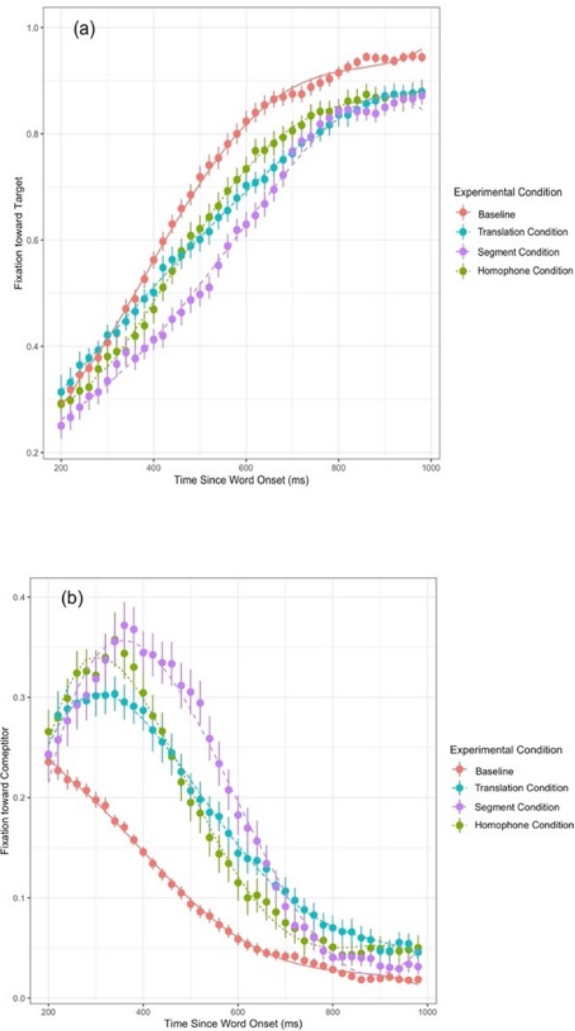 (a)
1.0
0.8
0.6
0.4
0.2
Fixation toward Target
200
400
600
800
1000
Time Since Word Onset (ms)
Experimental Condition
Baseline
Translation Condition
Segment Condition
Homophone Condition
(b)
0.4
0.3
0.2
0.1
0.0
Fixation toward Comeptitor
200
400
600
800
1000
Time Since Word Onset (ms)
Experimental Condition
Baseline
Translation Condition
Segment Condition
Homophone Condition